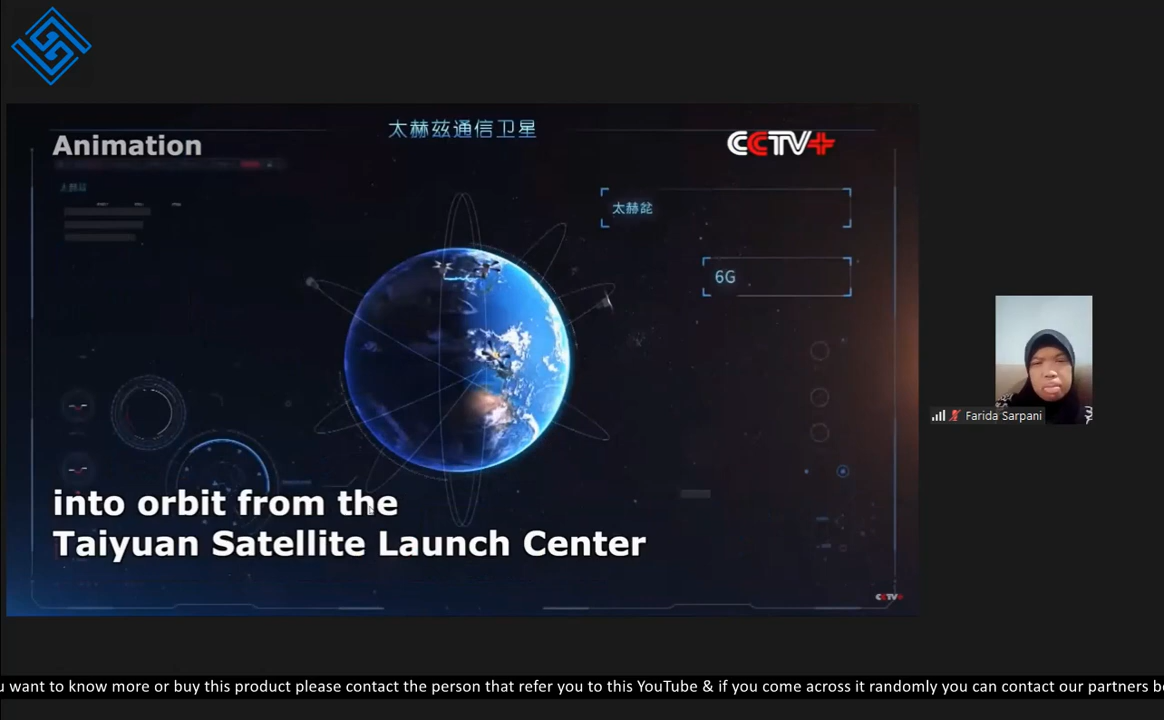 太赫兹通信卫星
Animation
CCTV+
太赫兹
6G
into orbit from the
Taiyuan Satellite Launch Center
CCTV+
Farida Sarpani
u want to know more or buy this product please contact the person that refer you to this YouTube & if you come across it randomly you can contact our partners be